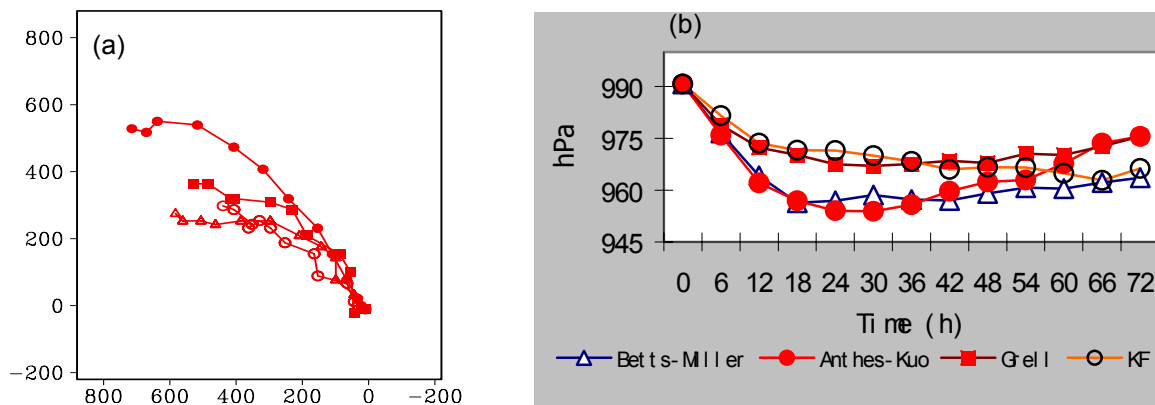 (a)
800
600
400
200
0
−200
800 600 400 200 0 −200
(b)
hPa
990
975
960
945
0 6 12 18 24 30 36 42 48 54 60 66 72
Time (h)
Betts-Miller Anthes-Kuo Grell KF